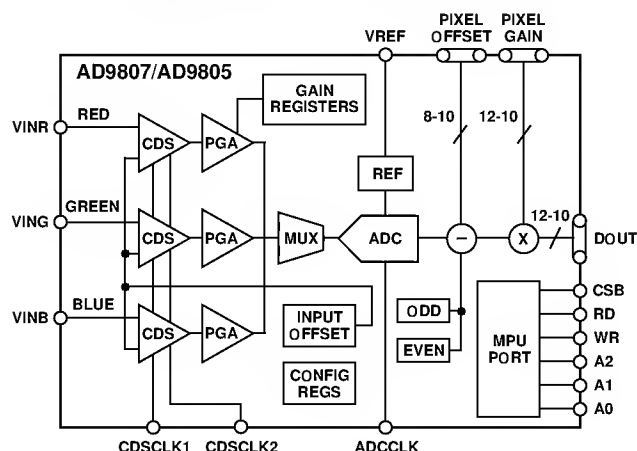 PIXEL OFFSET
PIXEL GAIN
VREF
AD9807/AD9805
GAIN REGISTERS
8-10
12-10
VINR
RED
CDS
PGA
REF
VING
GREEN
CDS
PGA
MUX
ADC
−
X
12-10
DOUT
VINB
BLUE
CDS
PGA
INPUT OFFSET
ODD
EVEN
CONFIG REGS
MPU PORT
CSB
RD
WR
A2
A1
A0
CDSCLK1
CDSCLK2
ADCCLK